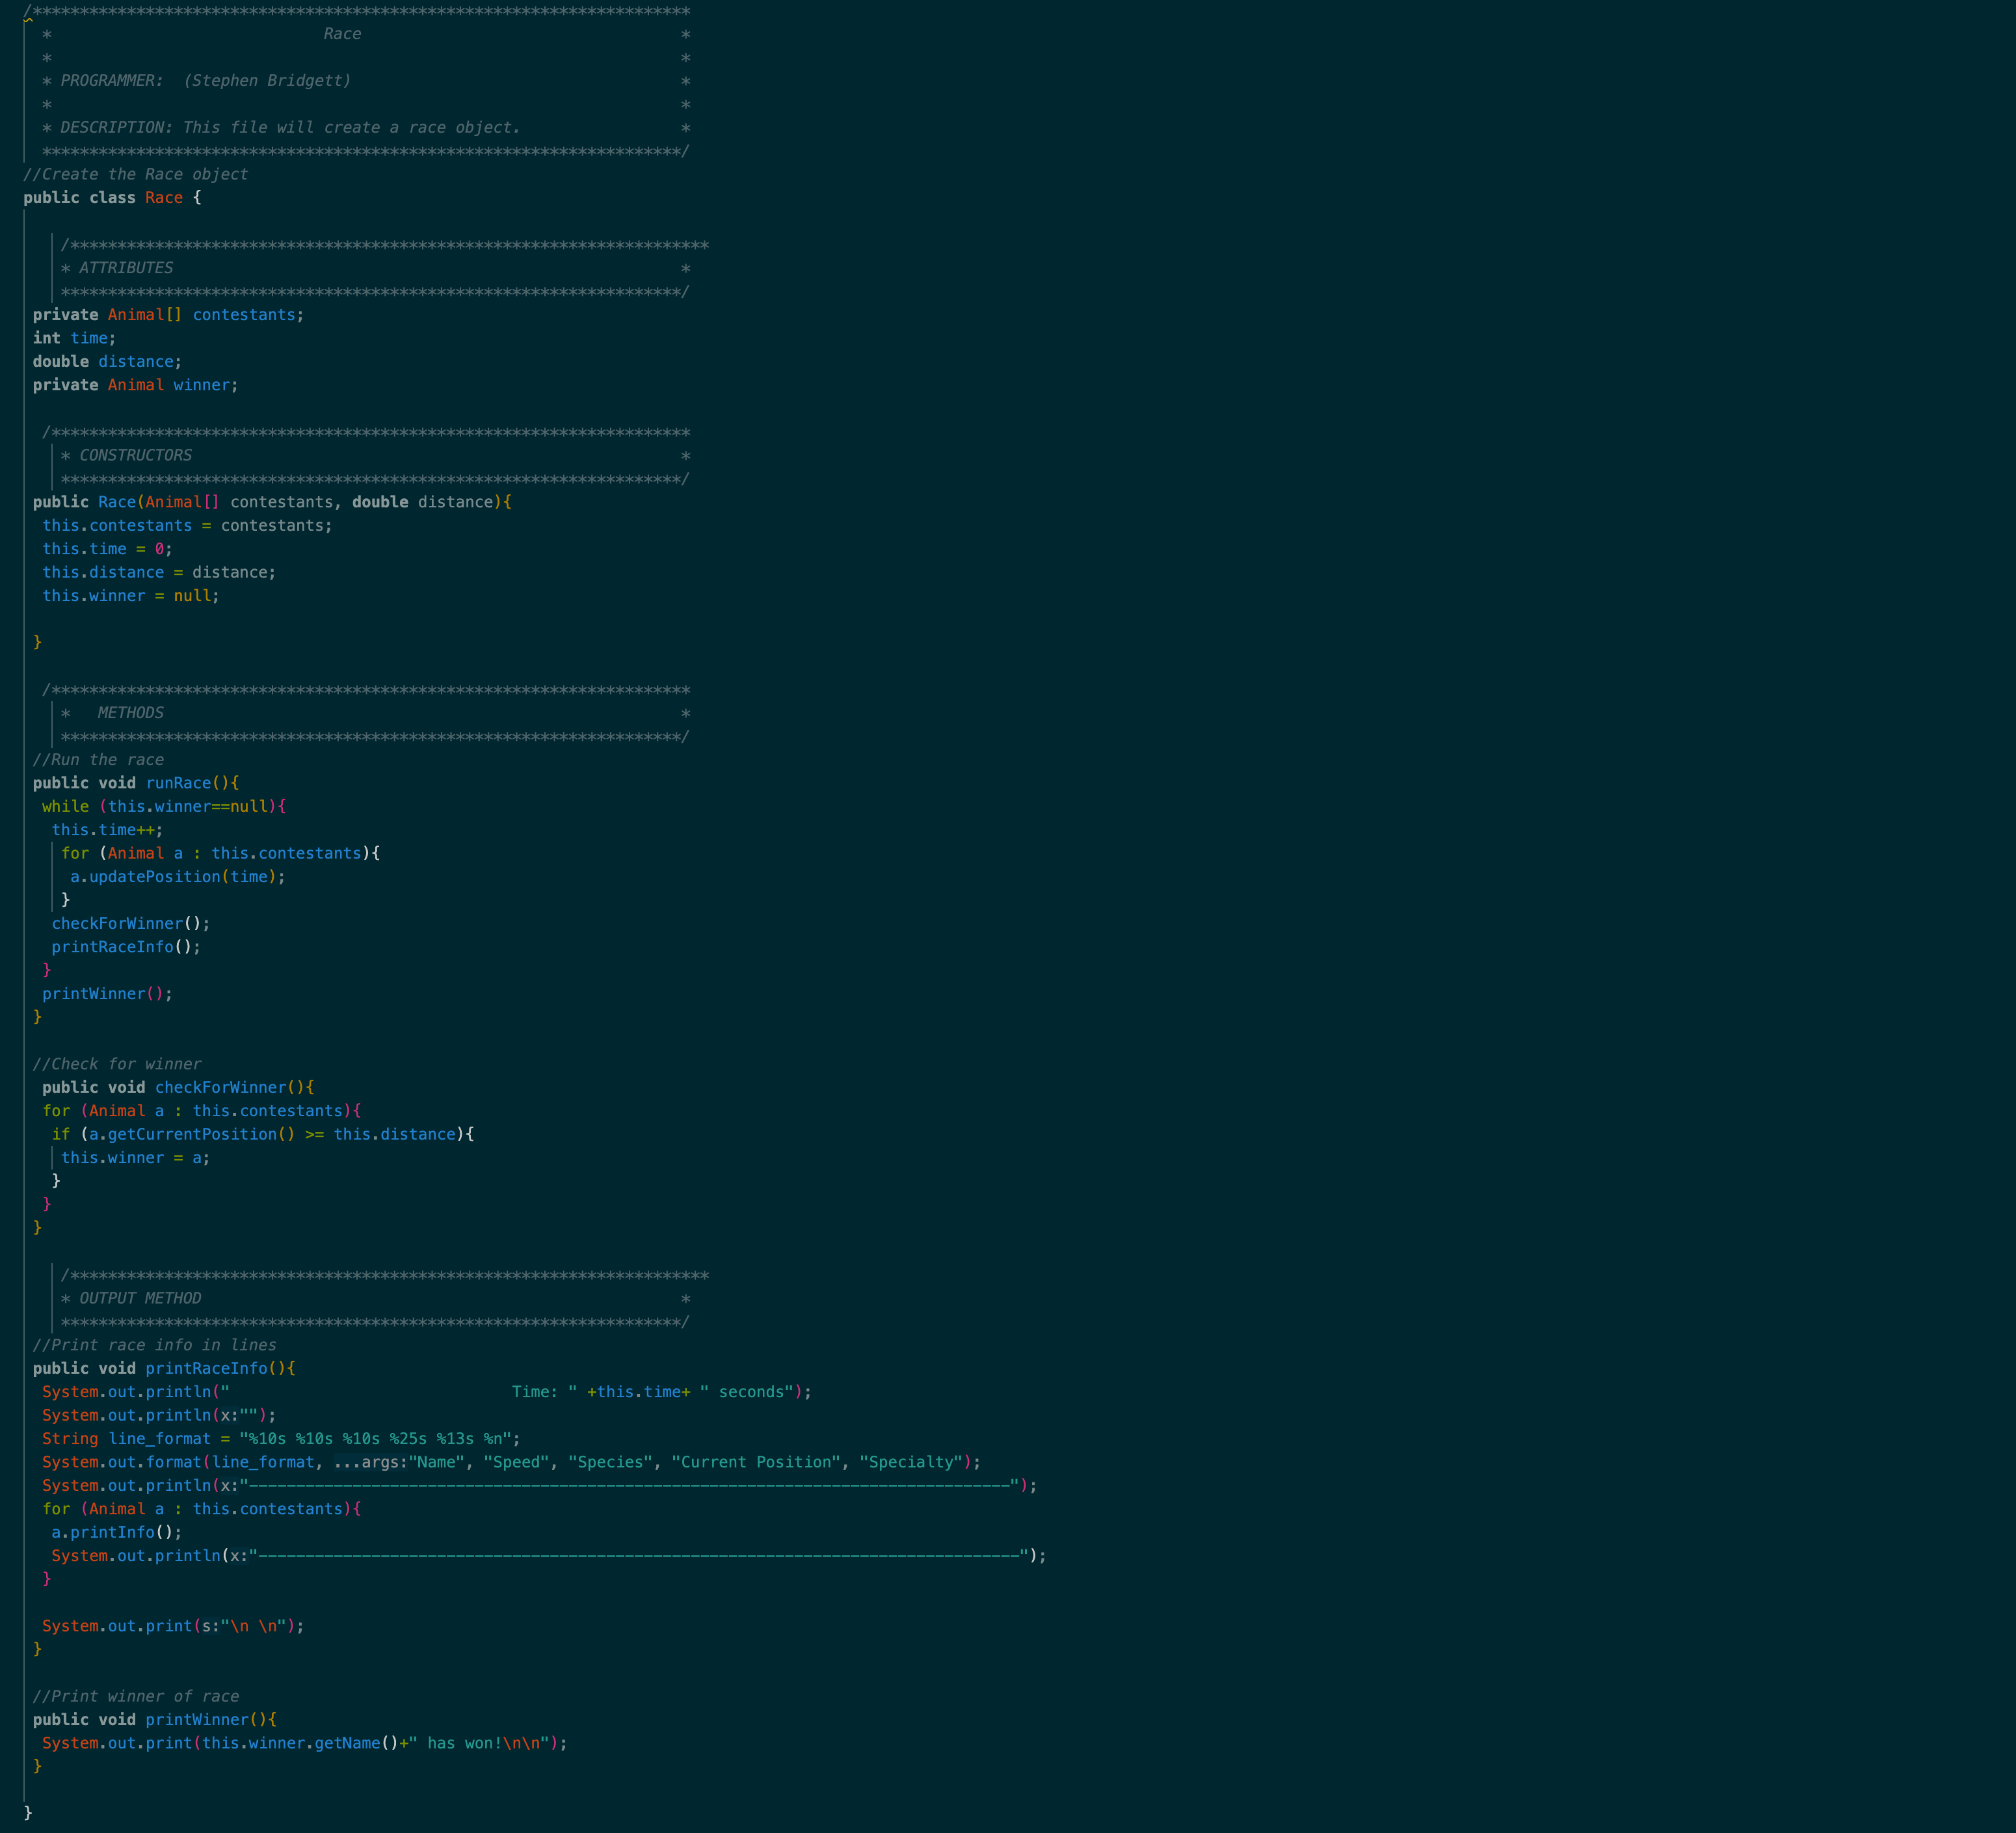 /**********************************************************************
  *                             Race                                  *
  *                                                                   *
  * PROGRAMMER:  (Stephen Bridgett)                                   *
  *                                                                   *
  * DESCRIPTION: This file will create a race object.                 *
  ********************************************************************/
//Create the Race object
public class Race {
    /********************************************************************
    * ATTRIBUTES                                                      *
    ******************************************************************/
 private Animal[] contestants;
 int time;
 double distance;
 private Animal winner;
  /********************************************************************
    * CONSTRUCTORS                                                    *
    ******************************************************************/
 public Race(Animal[] contestants, double distance){
  this.contestants = contestants;
  this.time = 0;
  this.distance = distance;
  this.winner = null;
 }
  /********************************************************************
    *   METHODS                                                       *
    ******************************************************************/
 //Run the race
 public void runRace(){
  while (this.winner==null){
   this.time++;
    for (Animal a : this.contestants){
     a.updatePosition(time);
    }
   checkForWinner();
   printRaceInfo();
  }
  printWinner();
 }
 //Check for winner
  public void checkForWinner(){
  for (Animal a : this.contestants){
   if (a.getCurrentPosition() >= this.distance){
    this.winner = a;
   }
  }
 }
    /********************************************************************
    * OUTPUT METHOD                                                   *
    ******************************************************************/
 //Print race info in lines
 public void printRaceInfo(){
  System.out.println("                              Time: " +this.time+ " seconds");
  System.out.println(x:"");
  String line_format = "%10s %10s %10s %25s %13s %n";
  System.out.format(line_format, ...args:"Name", "Speed", "Species", "Current Position", "Specialty");
  System.out.println(x:"---------------------------------------------------------------------------------");
  for (Animal a : this.contestants){
   a.printInfo();
   System.out.println(x:"---------------------------------------------------------------------------------");
  }
  System.out.print(s:"\n \n");
 }
 //Print winner of race
 public void printWinner(){
  System.out.print(this.winner.getName()+" has won!\n\n");
 }
}